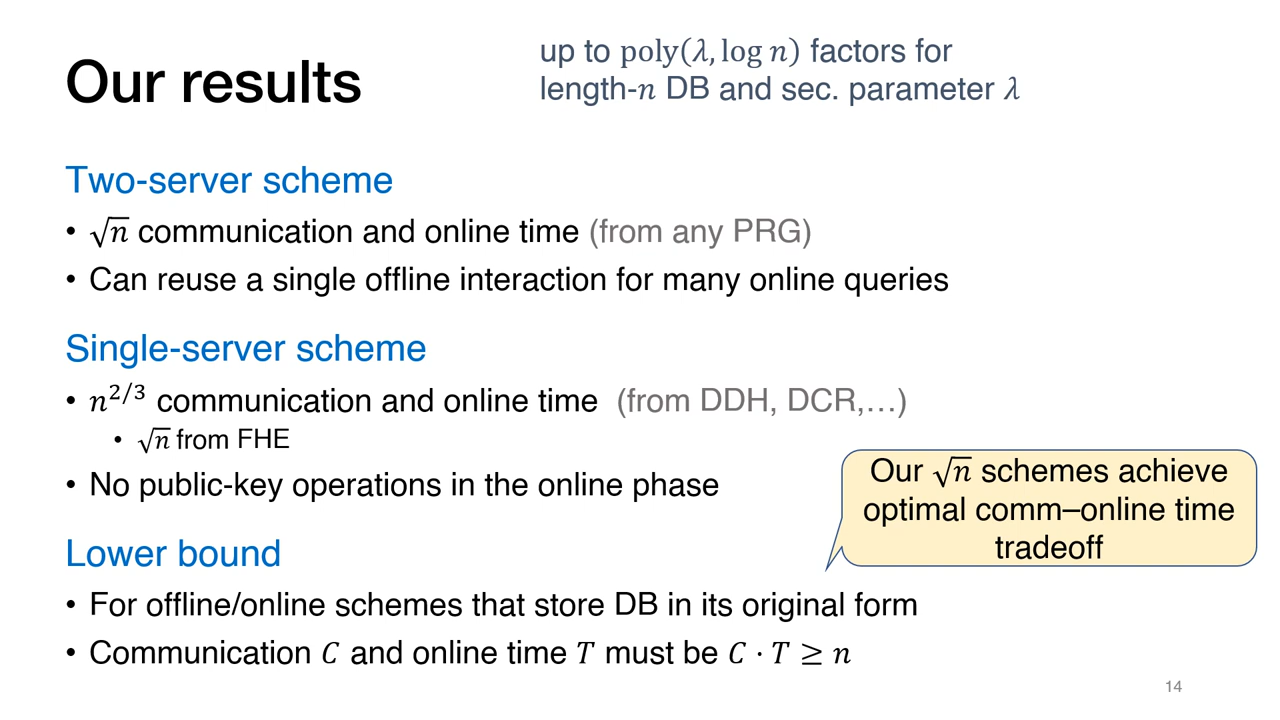 Our results
up to poly(λ, log n) factors for
length-n DB and sec. parameter λ
Two-server scheme
• √n communication and online time (from any PRG)
• Can reuse a single offline interaction for many online queries
Single-server scheme
• n^{2/3} communication and online time (from DDH, DCR,…)
• √n from FHE
• No public-key operations in the online phase
Our √n schemes achieve
optimal comm–online time
tradeoff
Lower bound
• For offline/online schemes that store DB in its original form
• Communication C and online time T must be C · T ≥ n
14